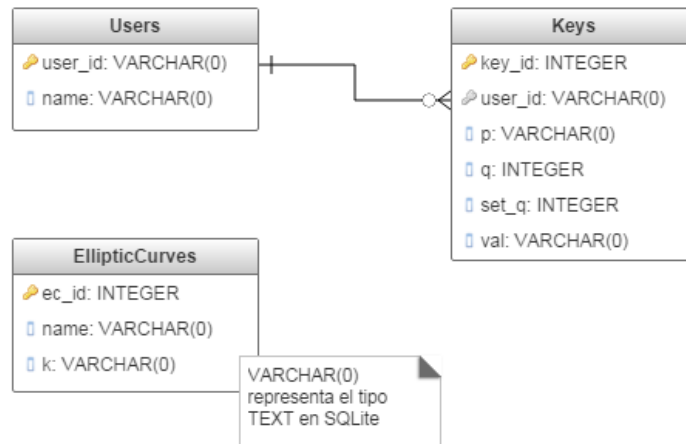 Users
user_id: VARCHAR(0)
name: VARCHAR(0)
Keys
key_id: INTEGER
user_id: VARCHAR(0)
p: VARCHAR(0)
q: INTEGER
set_q: INTEGER
val: VARCHAR(0)
EllipticCurves
ec_id: INTEGER
name: VARCHAR(0)
k: VARCHAR(0)
VARCHAR(0)
representa el tipo
TEXT en SQLite